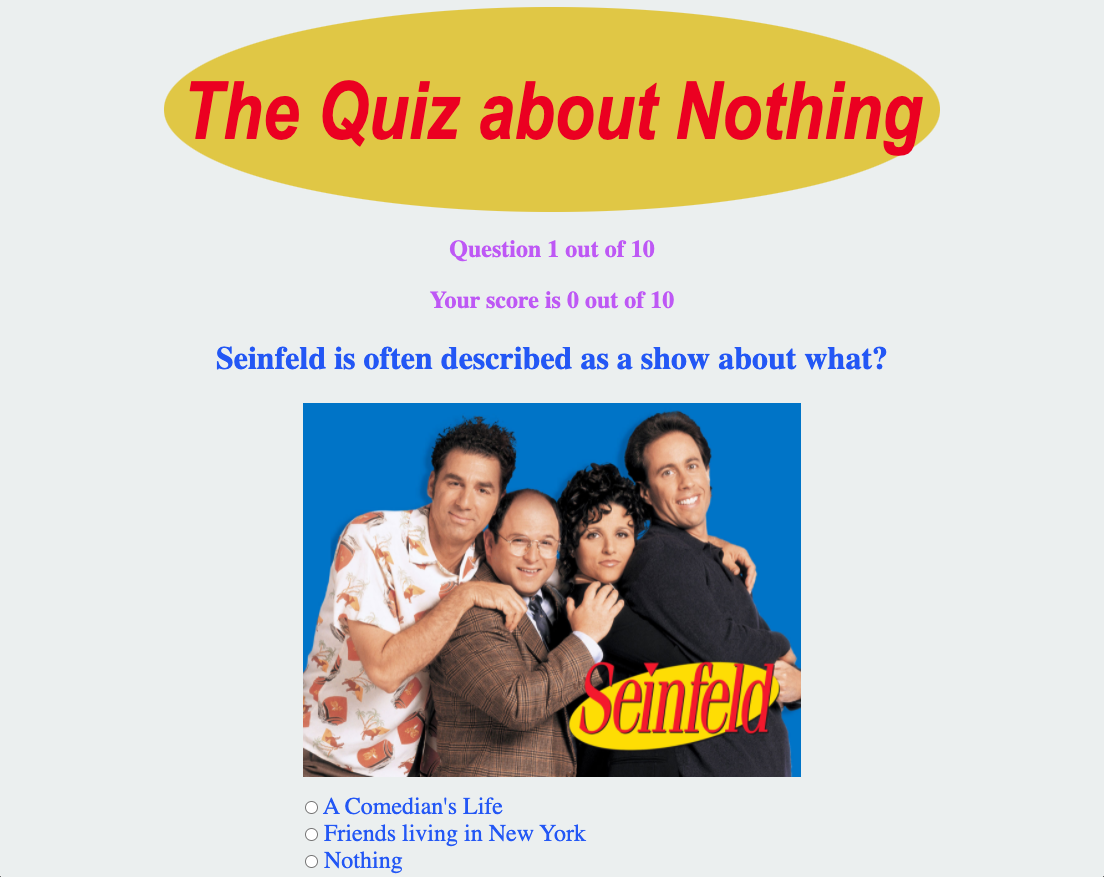 The Quiz about Nothing
Question 1 out of 10
Your score is 0 out of 10
Seinfeld is often described as a show about what?
Seinfeld
A Comedian's Life
Friends living in New York
Nothing